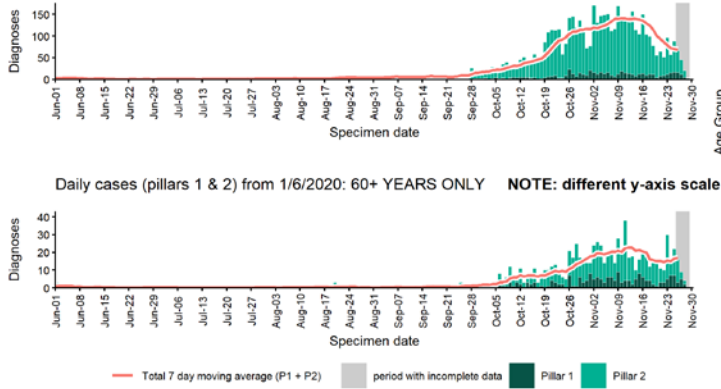 150
100
50
0
Diagnoses
Jun-01 Jun-08 Jun-15 Jun-22 Jun-29 Jul-06 Jul-13 Jul-20 Jul-27 Aug-03 Aug-10 Aug-17 Aug-24 Aug-31 Sep-07 Sep-14 Sep-21 Sep-28 Oct-05 Oct-12 Oct-19 Oct-26 Nov-02 Nov-09 Nov-16 Nov-23 Nov-30
Specimen date
Age Group
Daily cases (pillars 1 & 2) from 1/6/2020: 60+ YEARS ONLY NOTE: different y-axis scale
40
30
20
10
0
Diagnoses
Jun-01 Jun-08 Jun-15 Jun-22 Jun-29 Jul-06 Jul-13 Jul-20 Jul-27 Aug-03 Aug-10 Aug-17 Aug-24 Aug-31 Sep-07 Sep-14 Sep-21 Sep-28 Oct-05 Oct-12 Oct-19 Oct-26 Nov-02 Nov-09 Nov-16 Nov-23 Nov-30
Specimen date
Total 7 day moving average (P1 + P2) period with incomplete data Pillar 1 Pillar 2